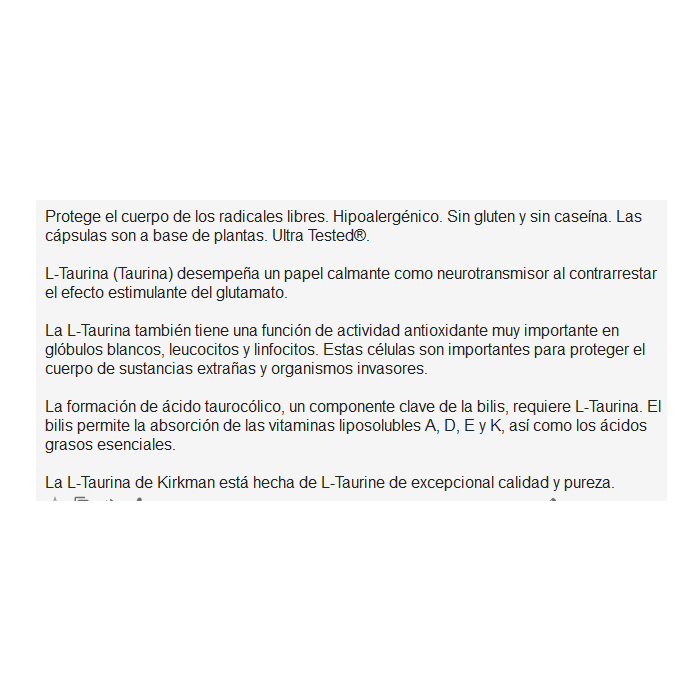 Protege el cuerpo de los radicales libres. Hipoalergénico. Sin gluten y sin caseína. Las
cápsulas son a base de plantas. Ultra Tested®.
L-Taurina (Taurina) desempeña un papel calmante como neurotransmisor al contrarrestar
el efecto estimulante del glutamato.
La L-Taurina también tiene una función de actividad antioxidante muy importante en
glóbulos blancos, leucocitos y linfocitos. Estas células son importantes para proteger el
cuerpo de sustancias extrañas y organismos invasores.
La formación de ácido taurocólico, un componente clave de la bilis, requiere L-Taurina. El
bilis permite la absorción de las vitaminas liposolubles A, D, E y K, así como los ácidos
grasos esenciales.
La L-Taurina de Kirkman está hecha de L-Taurine de excepcional calidad y pureza.